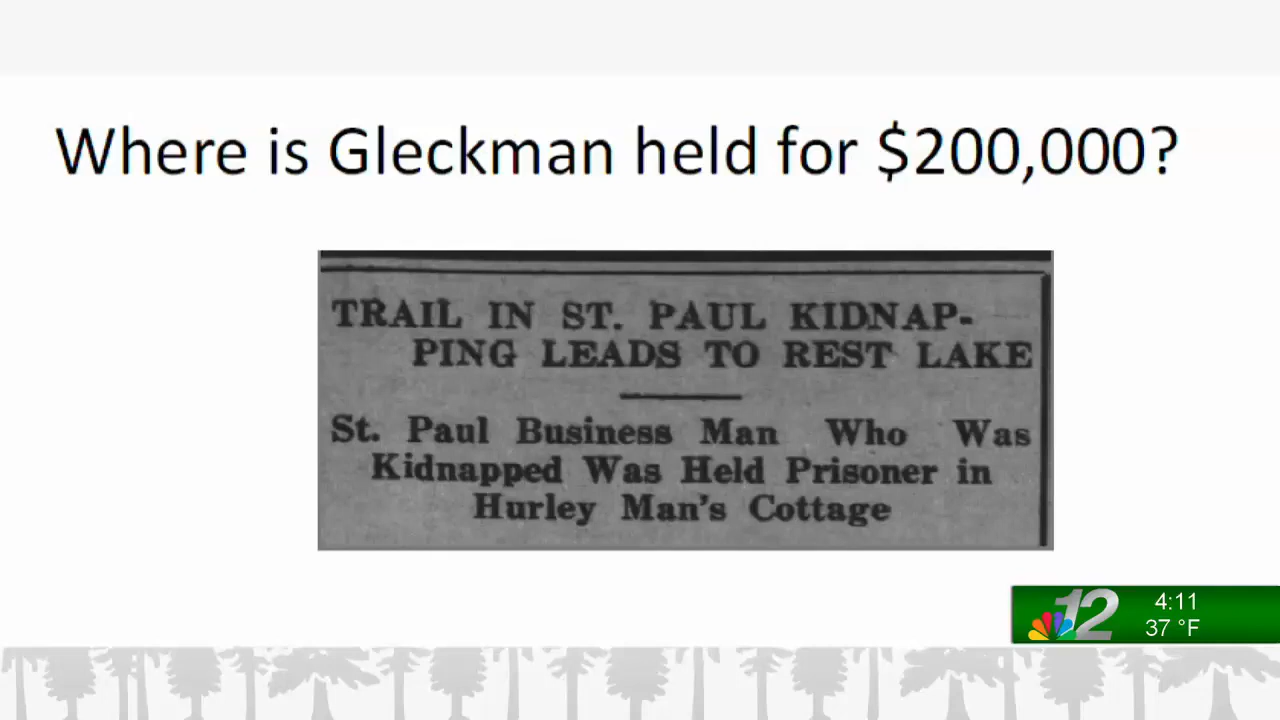 Where is Gleckman held for $200,000?
TRAIL IN ST. PAUL KIDNAP-
PING LEADS TO REST LAKE
St. Paul Business Man Who Was
Kidnapped Was Held Prisoner in
Hurley Man's Cottage
12
4:11
37 °F